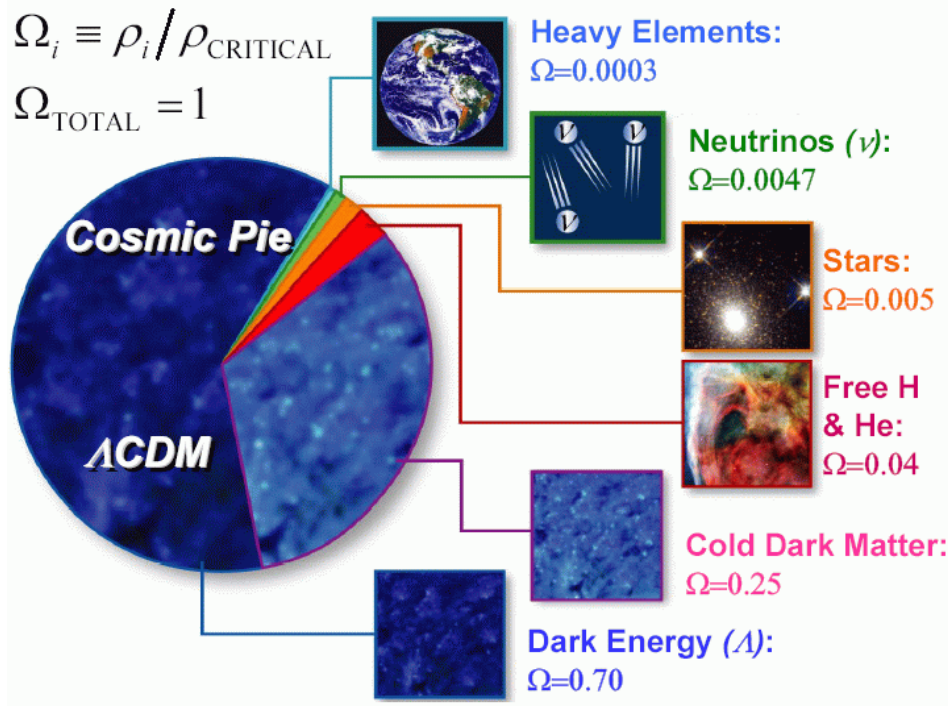 Ωᵢ ≡ ρᵢ/ρCRITICAL
ΩTOTAL = 1
Heavy Elements:
Ω=0.0003
Neutrinos (ν):
Ω=0.0047
Stars:
Ω=0.005
Free H
& He:
Ω=0.04
Cold Dark Matter:
Ω=0.25
Dark Energy (Λ):
Ω=0.70
Cosmic Pie
ΛCDM
ν
ν
ν